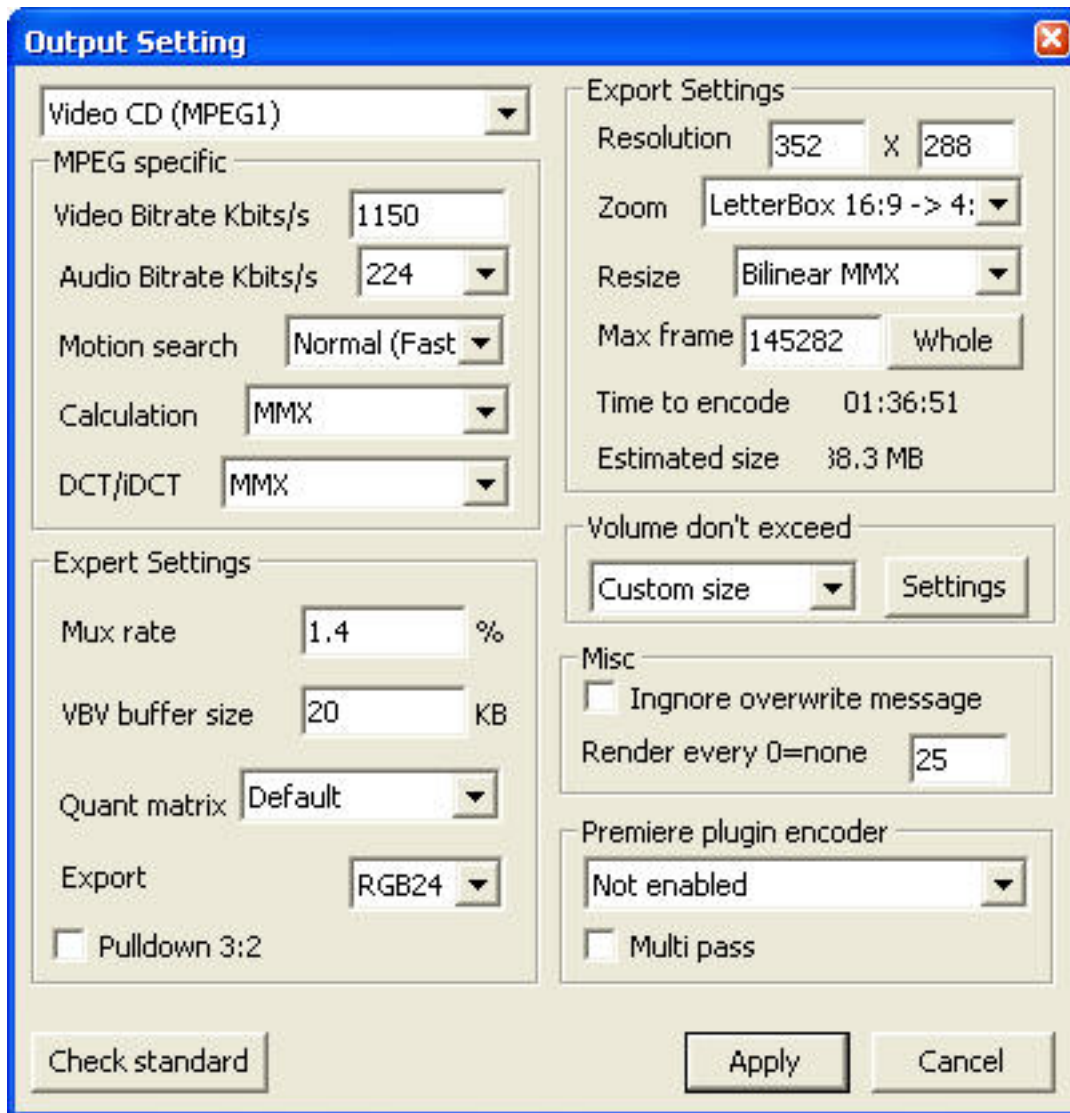 Output Setting
Video CD (MPEG1)
MPEG specific
Video Bitrate Kbits/s 1150
Audio Bitrate Kbits/s 224
Motion search Normal (Fast
Calculation MMX
DCT/iDCT MMX
Expert Settings
Mux rate 1.4 %
VBV buffer size 20 KB
Quant matrix Default
Export RGB24
Pulldown 3:2
Check standard
Export Settings
Resolution 352 X 288
Zoom LetterBox 16:9 -> 4:
Resize Bilinear MMX
Max frame 145282 Whole
Time to encode 01:36:51
Estimated size 8.3 MB
Volume don't exceed
Custom size Settings
Misc
Ingnore overwrite message
Render every 0=none 25
Premiere plugin encoder
Not enabled
Multi pass
Apply Cancel